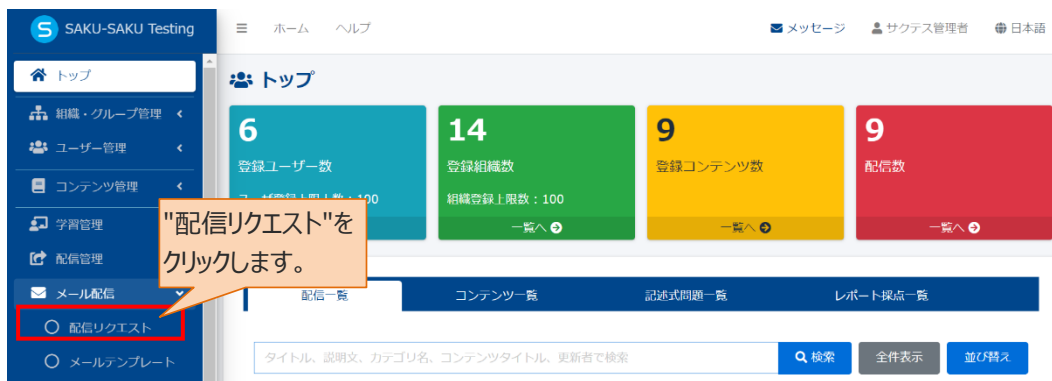 SAKU-SAKU Testing
ホーム ヘルプ
メッセージ サクテス管理者 日本語
トップ
組織・グループ管理
ユーザー管理
コンテンツ管理
学習管理
配信管理
メール配信
配信リクエスト
メールテンプレート
トップ
6
登録ユーザー数
100
14
登録組織数
組織登録上限数：100
一覧へ
9
登録コンテンツ数
一覧へ
9
配信数
一覧へ
"配信リクエスト"を
クリックします。
配信一覧 コンテンツ一覧 記述式問題一覧 レポート採点一覧
タイトル、説明文、カテゴリ名、コンテンツタイトル、更新者で検索
検索 全件表示 並び替え